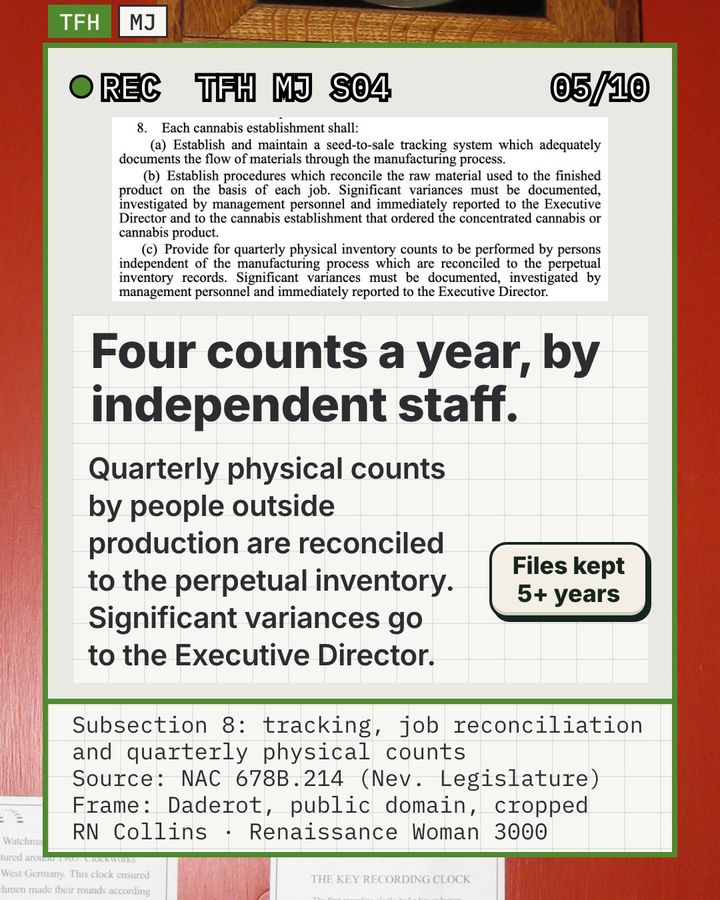 TFH MJ
REC TFH MJ S04 05/10
8. Each cannabis establishment shall:
(a) Establish and maintain a seed-to-sale tracking system which adequately
documents the flow of materials through the manufacturing process.
(b) Establish procedures which reconcile the raw material used to the finished
product on the basis of each job. Significant variances must be documented,
investigated by management personnel and immediately reported to the Executive
Director and to the cannabis establishment that ordered the concentrated cannabis or
cannabis product.
(c) Provide for quarterly physical inventory counts to be performed by persons
independent of the manufacturing process which are reconciled to the perpetual
inventory records. Significant variances must be documented, investigated by
management personnel and immediately reported to the Executive Director.
Four counts a year, by
independent staff.
Quarterly physical counts
by people outside
production are reconciled
to the perpetual inventory.
Significant variances go
to the Executive Director.
Files kept
5+ years
Subsection 8: tracking, job reconciliation
and quarterly physical counts
Source: NAC 678B.214 (Nev. Legislature)
Frame: Daderot, public domain, cropped
RN Collins · Renaissance Woman 3000
West Germany. This clock ensured
chmen made their rounds according
THE KEY RECORDING CLOCK